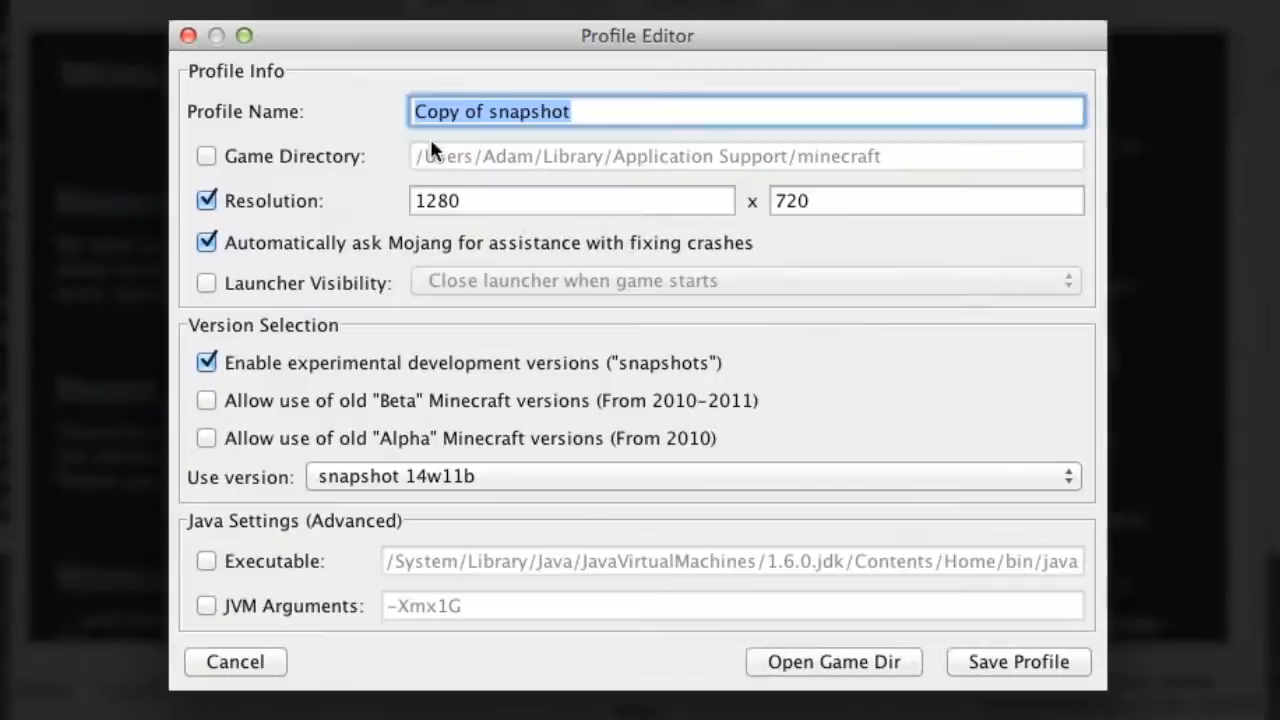 Profile Editor
Profile Info
Profile Name: Copy of snapshot
Game Directory: /Users/Adam/Library/Application Support/minecraft
Resolution: 1280 x 720
Automatically ask Mojang for assistance with fixing crashes
Launcher Visibility: Close launcher when game starts
Version Selection
Enable experimental development versions ("snapshots")
Allow use of old "Beta" Minecraft versions (From 2010-2011)
Allow use of old "Alpha" Minecraft versions (From 2010)
Use version: snapshot 14w11b
Java Settings (Advanced)
Executable: /System/Library/Java/JavaVirtualMachines/1.6.0.jdk/Contents/Home/bin/java
JVM Arguments: -Xmx1G
Cancel Open Game Dir Save Profile